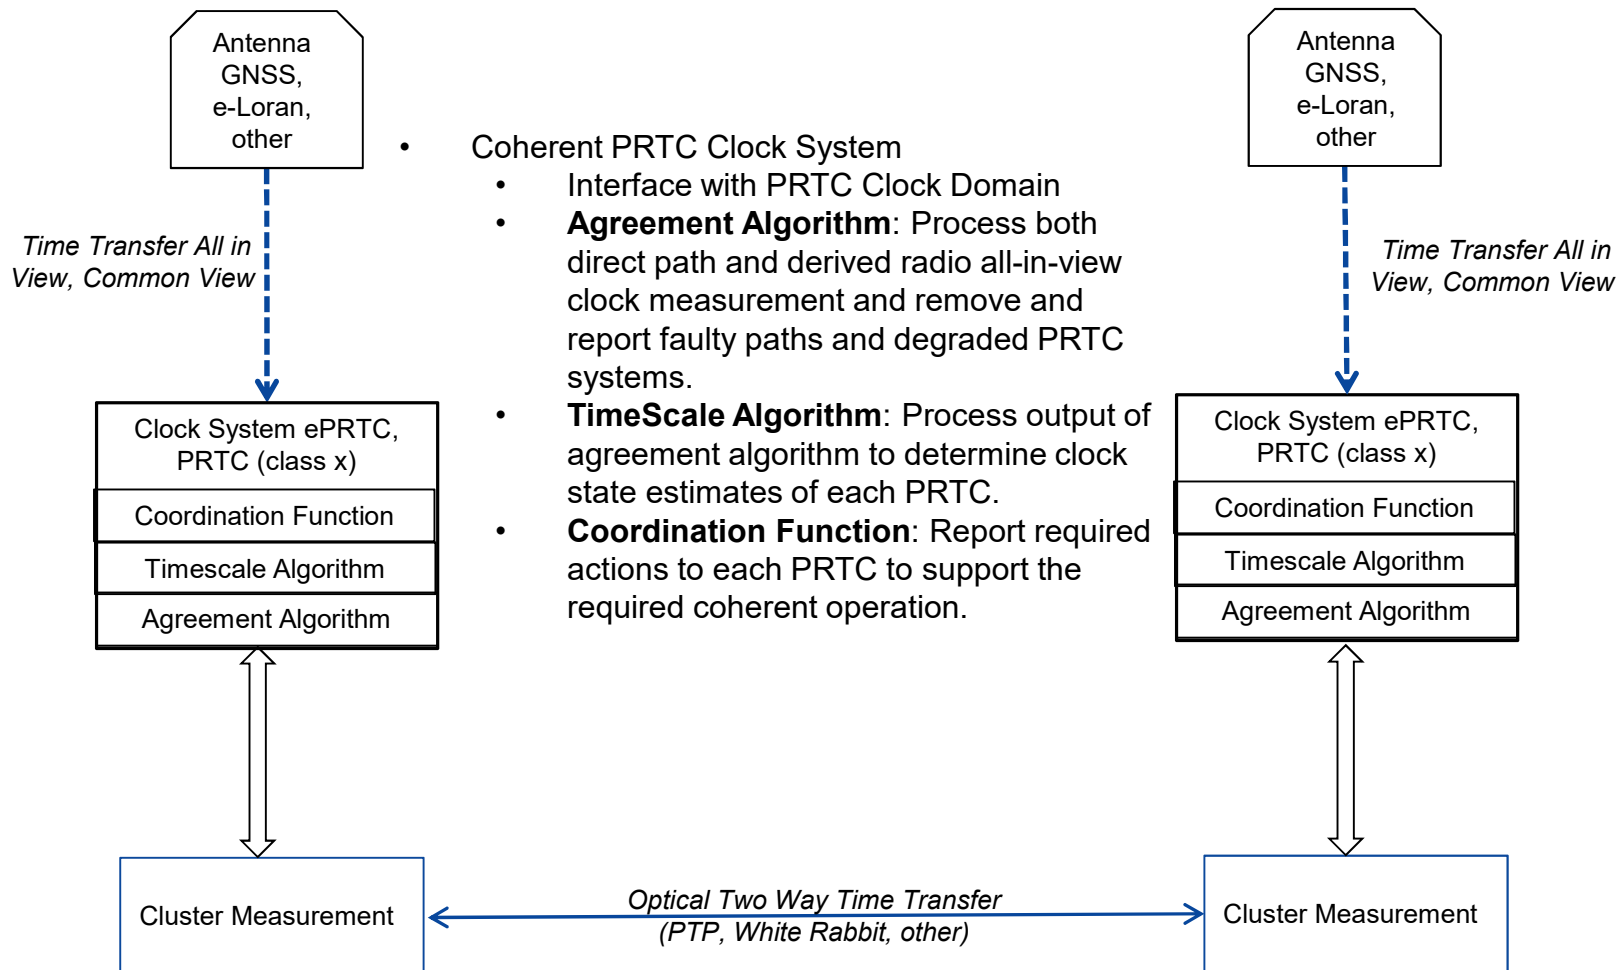 Antenna
GNSS,
e-Loran,
other
Time Transfer All in
View, Common View
Clock System ePRTC,
PRTC (class x)
Coordination Function
Timescale Algorithm
Agreement Algorithm
Cluster Measurement
• Coherent PRTC Clock System
• Interface with PRTC Clock Domain
• Agreement Algorithm: Process both
direct path and derived radio all-in-view
clock measurement and remove and
report faulty paths and degraded PRTC
systems.
• TimeScale Algorithm: Process output of
agreement algorithm to determine clock
state estimates of each PRTC.
• Coordination Function: Report required
actions to each PRTC to support the
required coherent operation.
Optical Two Way Time Transfer
(PTP, White Rabbit, other)
Antenna
GNSS,
e-Loran,
other
Time Transfer All in
View, Common View
Clock System ePRTC,
PRTC (class x)
Coordination Function
Timescale Algorithm
Agreement Algorithm
Cluster Measurement